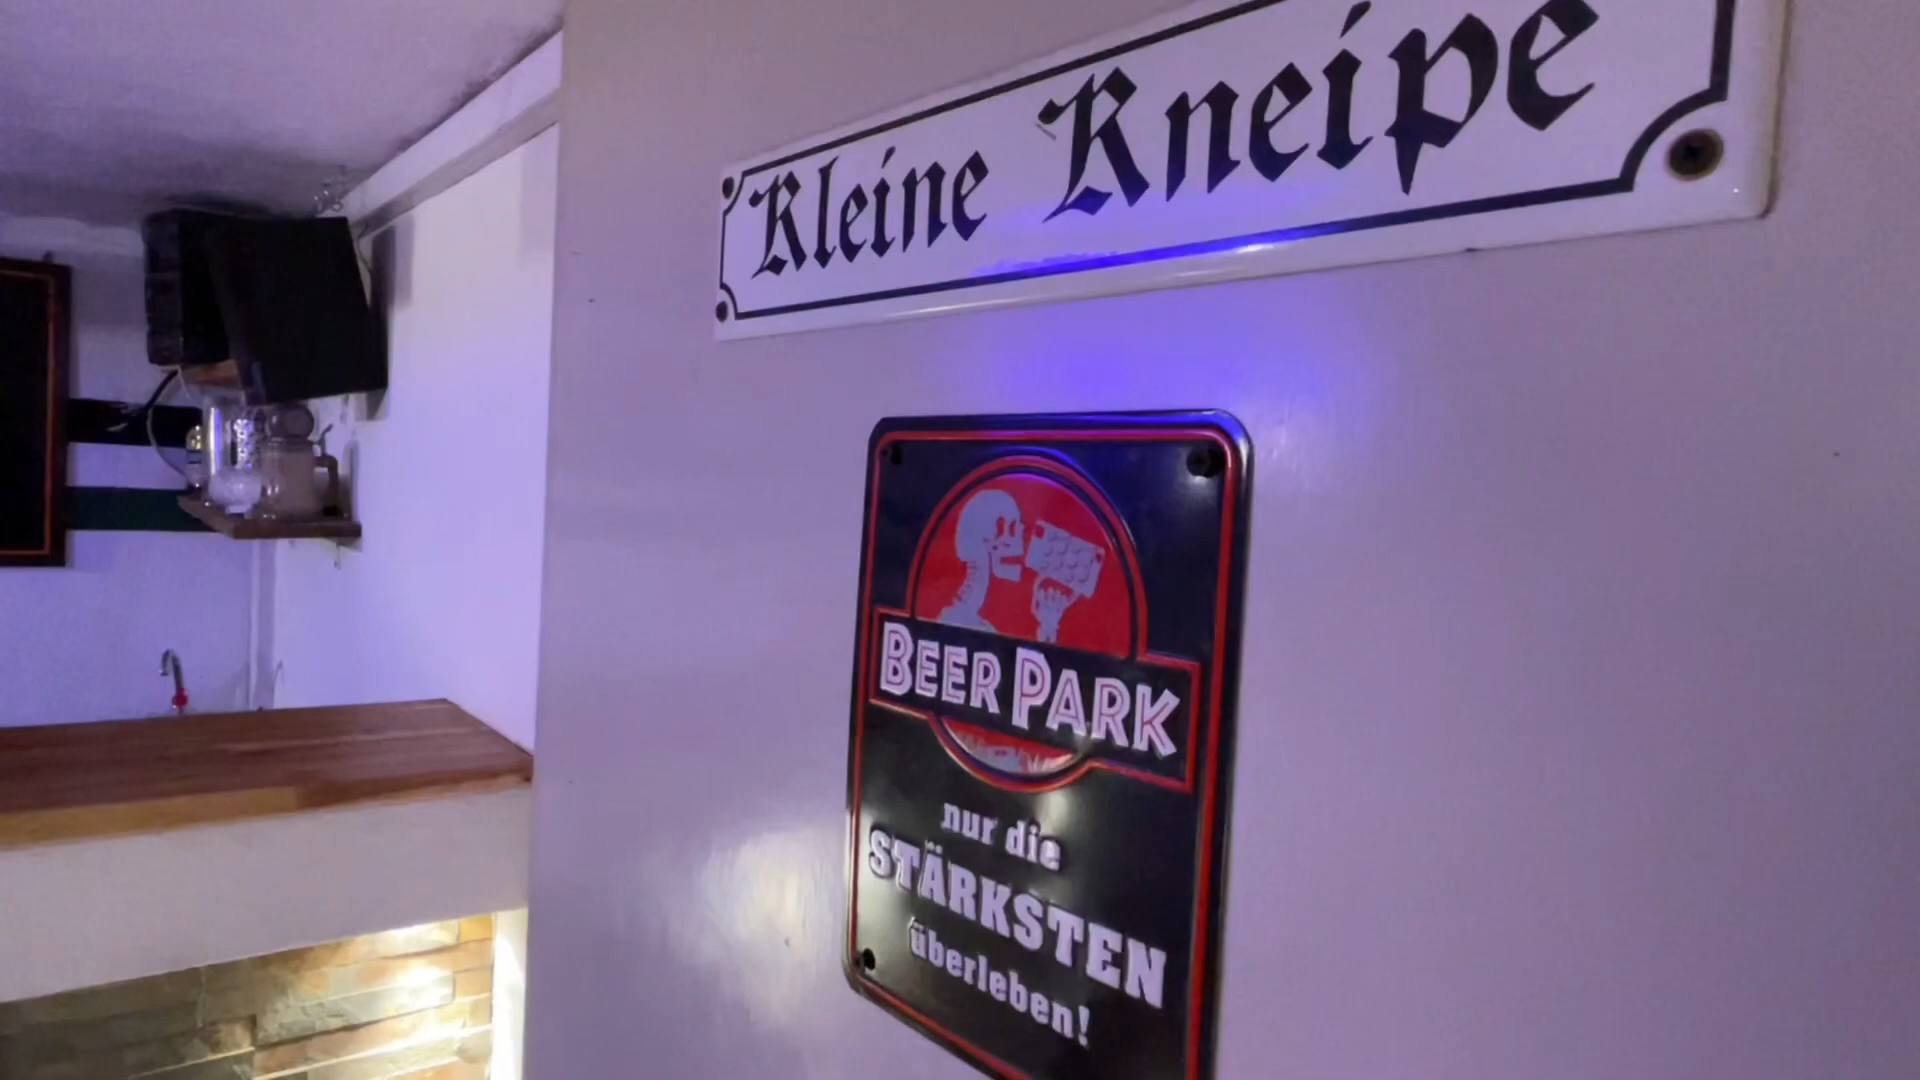 Kleine Kneipe
BEER PARK
nur die
STÄRKSTEN
überleben!